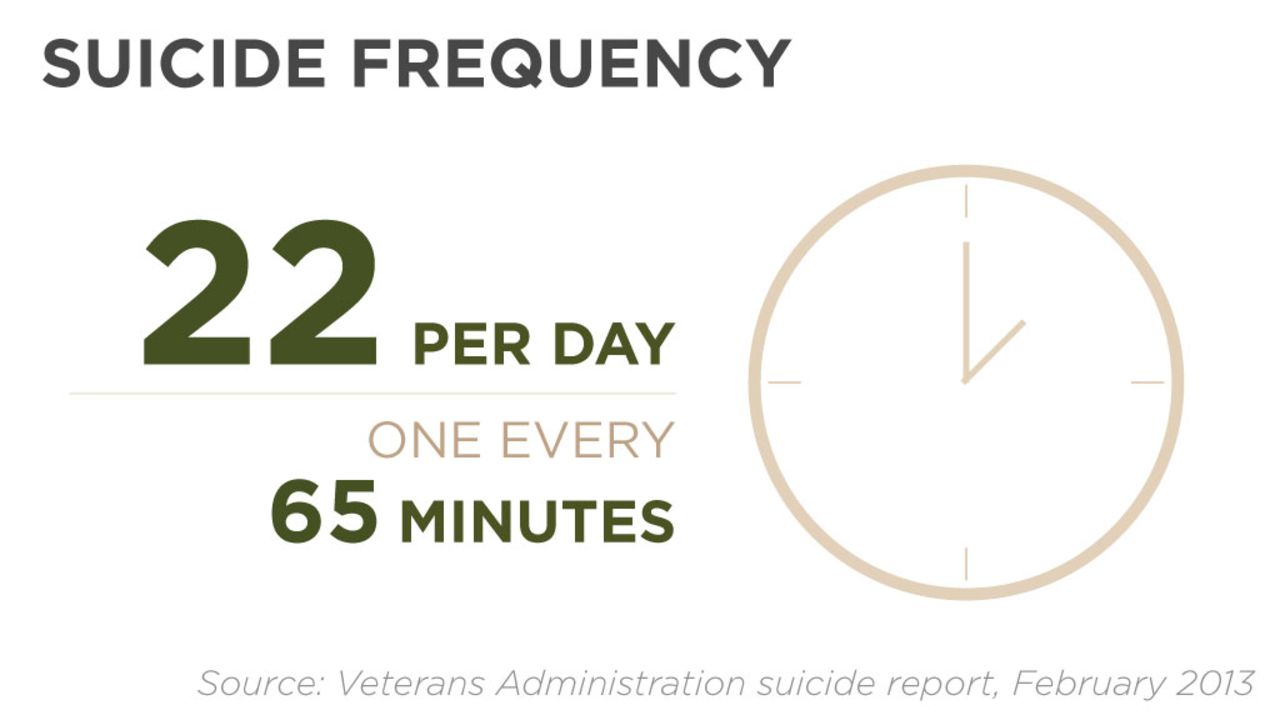 SUICIDE FREQUENCY
22 PER DAY
ONE EVERY
65 MINUTES
Source: Veterans Administration suicide report, February 2013